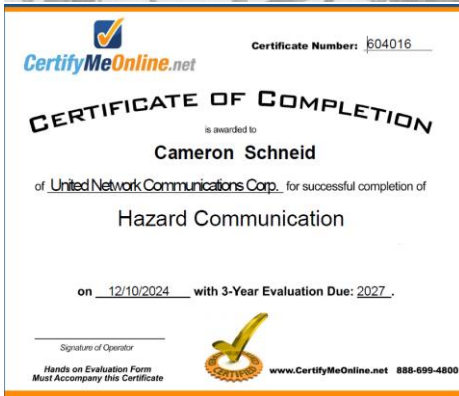 CertifyMeOnline.net
Certificate Number: 604016
CERTIFICATE OF COMPLETION
is awarded to
Cameron Schneid
of United Network Communications Corp. for successful completion of
Hazard Communication
on 12/10/2024 with 3-Year Evaluation Due: 2027.
Signature of Operator
Hands on Evaluation Form
Must Accompany this Certificate
CERTIFIED
www.CertifyMeOnline.net 888-699-4800